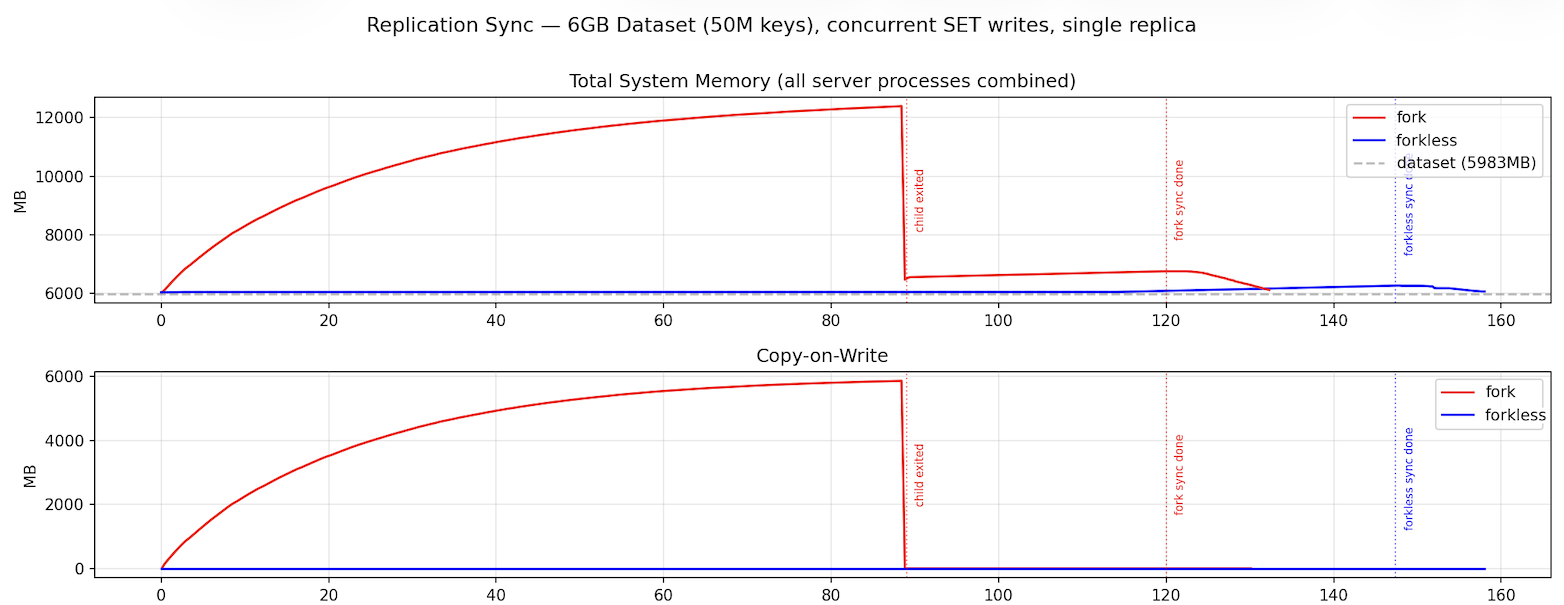 Replication Sync — 6GB Dataset (50M keys), concurrent SET writes, single replica
Total System Memory (all server processes combined)
MB
12000
10000
8000
6000
child exited
fork sync done
forkless sync done
fork
forkless
dataset (5983MB)
0 20 40 60 80 100 120 140 160
Copy-on-Write
MB
6000
4000
2000
0
child exited
fork sync done
forkless sync done
fork
forkless
0 20 40 60 80 100 120 140 160